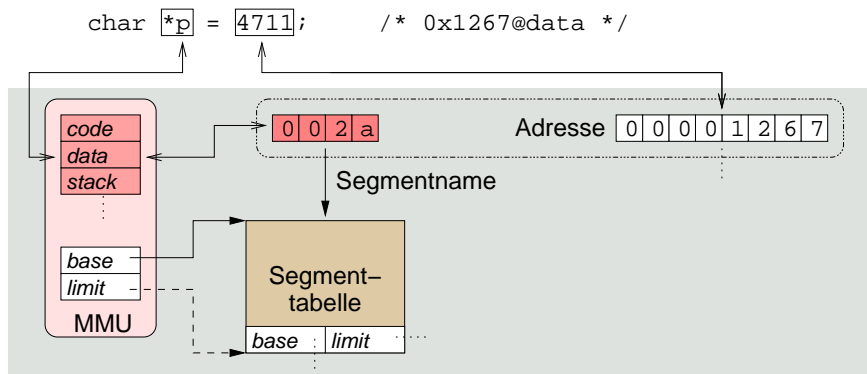 char *p = 4711; /* 0x1267@data */
code
data
stack
0 0 2 a
Adresse 0 0 0 0 1 2 6 7
Segmentname
base
limit
MMU
Segment–
tabelle
base limit